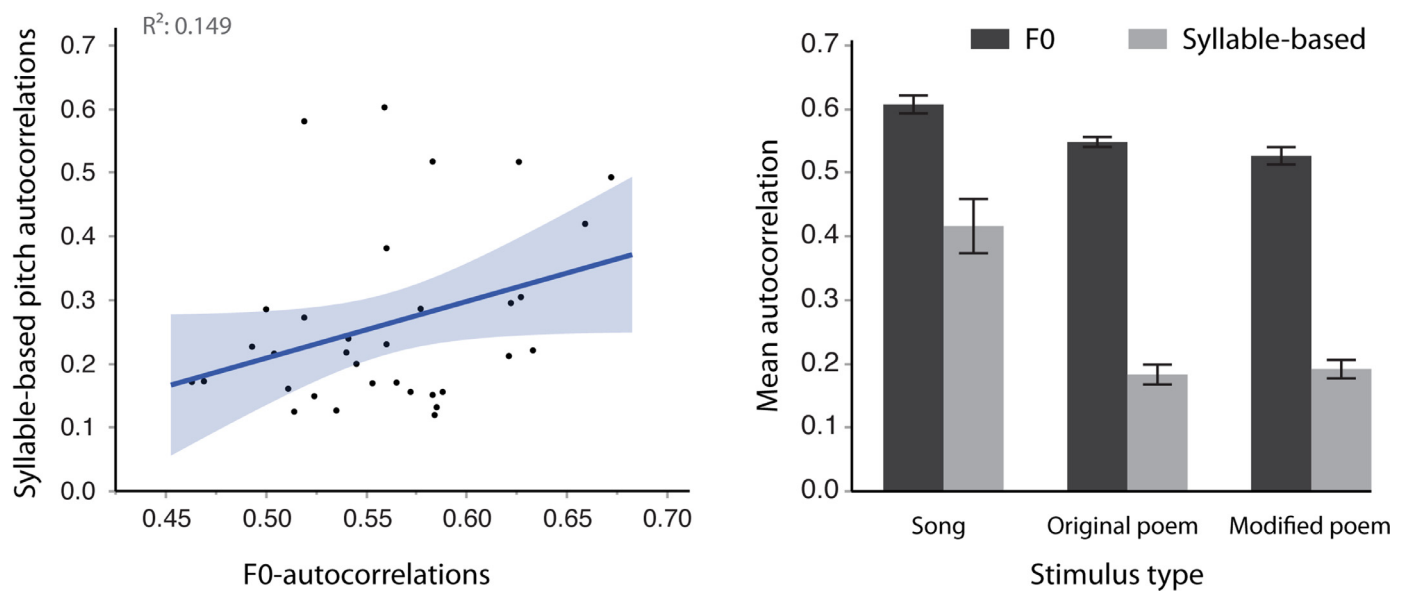 R²: 0.149
Syllable-based pitch autocorrelations
0.7
0.6
0.5
0.4
0.3
0.2
0.1
0.0
0.45 0.50 0.55 0.60 0.65 0.70
F0-autocorrelations
F0 Syllable-based
Mean autocorrelation
0.7
0.6
0.5
0.4
0.3
0.2
0.1
0.0
Song Original poem Modified poem
Stimulus type